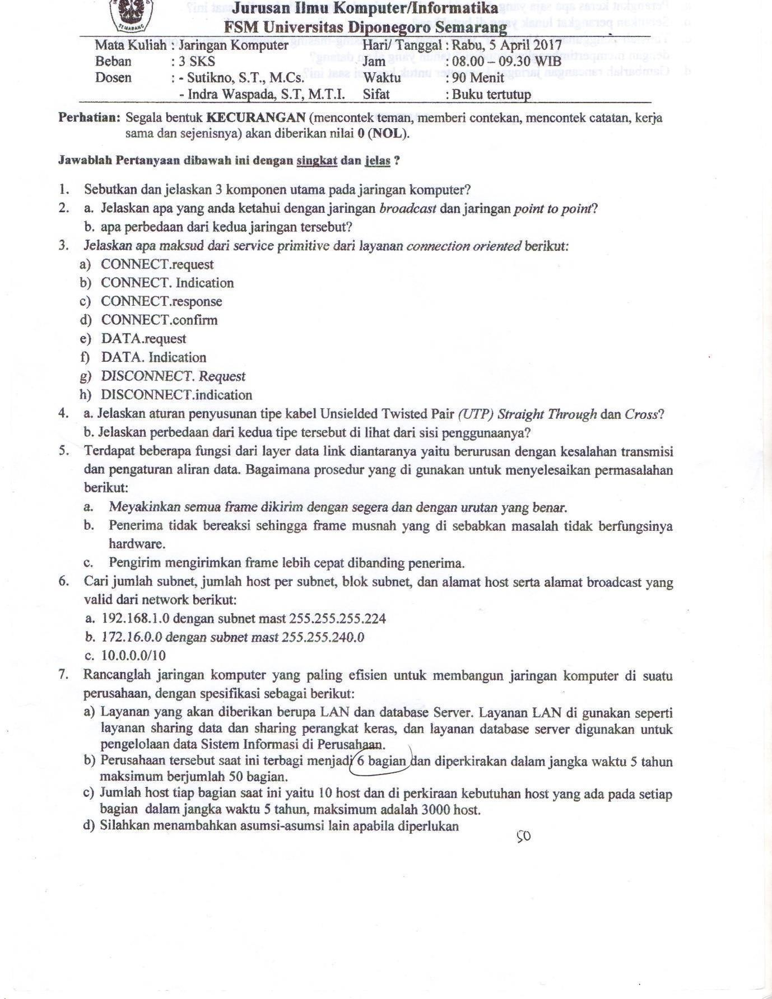 SEMARANG
Jurusan Ilmu Komputer/Informatika
FSM Universitas Diponegoro Semarang
Mata Kuliah : Jaringan Komputer Hari/ Tanggal : Rabu, 5 April 2017
Beban : 3 SKS Jam : 08.00 – 09.30 WIB
Dosen : - Sutikno, S.T., M.Cs. Waktu : 90 Menit
- Indra Waspada, S.T, M.T.I. Sifat : Buku tertutup
Perhatian: Segala bentuk KECURANGAN (mencontek teman, memberi contekan, mencontek catatan, kerja
sama dan sejenisnya) akan diberikan nilai 0 (NOL).
Jawablah Pertanyaan dibawah ini dengan singkat dan jelas ?
1. Sebutkan dan jelaskan 3 komponen utama pada jaringan komputer?
2. a. Jelaskan apa yang anda ketahui dengan jaringan broadcast dan jaringan point to point?
b. apa perbedaan dari kedua jaringan tersebut?
3. Jelaskan apa maksud dari service primitive dari layanan connection oriented berikut:
a) CONNECT.request
b) CONNECT. Indication
c) CONNECT.response
d) CONNECT.confirm
e) DATA.request
f) DATA. Indication
g) DISCONNECT. Request
h) DISCONNECT.indication
4. a. Jelaskan aturan penyusunan tipe kabel Unsielded Twisted Pair (UTP) Straight Through dan Cross?
b. Jelaskan perbedaan dari kedua tipe tersebut di lihat dari sisi penggunaanya?
5. Terdapat beberapa fungsi dari layer data link diantaranya yaitu berurusan dengan kesalahan transmisi
dan pengaturan aliran data. Bagaimana prosedur yang di gunakan untuk menyelesaikan permasalahan
berikut:
a. Meyakinkan semua frame dikirim dengan segera dan dengan urutan yang benar.
b. Penerima tidak bereaksi sehingga frame musnah yang di sebabkan masalah tidak berfungsinya
hardware.
c. Pengirim mengirimkan frame lebih cepat dibanding penerima.
6. Cari jumlah subnet, jumlah host per subnet, blok subnet, dan alamat host serta alamat broadcast yang
valid dari network berikut:
a. 192.168.1.0 dengan subnet mast 255.255.255.224
b. 172.16.0.0 dengan subnet mast 255.255.240.0
c. 10.0.0.0/10
7. Rancanglah jaringan komputer yang paling efisien untuk membangun jaringan komputer di suatu
perusahaan, dengan spesifikasi sebagai berikut:
a) Layanan yang akan diberikan berupa LAN dan database Server. Layanan LAN di gunakan seperti
layanan sharing data dan sharing perangkat keras, dan layanan database server digunakan untuk
pengelolaan data Sistem Informasi di Perusahaan.
b) Perusahaan tersebut saat ini terbagi menjadi 6 bagian dan diperkirakan dalam jangka waktu 5 tahun
maksimum berjumlah 50 bagian.
c) Jumlah host tiap bagian saat ini yaitu 10 host dan di perkiraan kebutuhan host yang ada pada setiap
bagian dalam jangka waktu 5 tahun, maksimum adalah 3000 host.
d) Silahkan menambahkan asumsi-asumsi lain apabila diperlukan
50